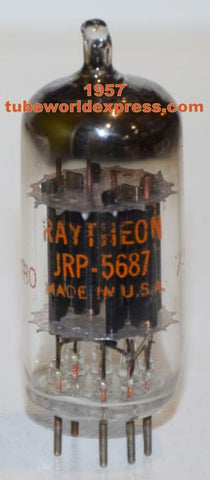 1957
tubeworldexpress.com
RAYTHEON
JRP-5687
MADE IN U.S.A.